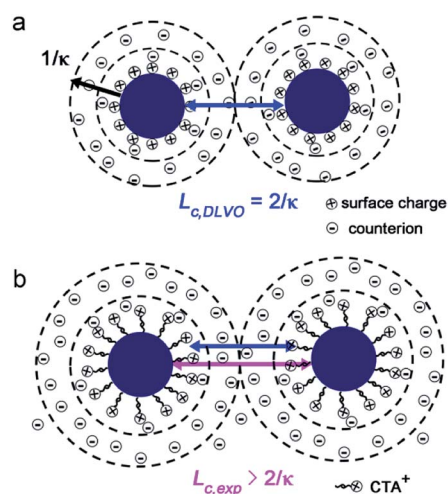 a
1/κ
L_c,DLVO = 2/κ
⊕ surface charge
⊖ counterion
b
L_c,exp > 2/κ
CTA⁺